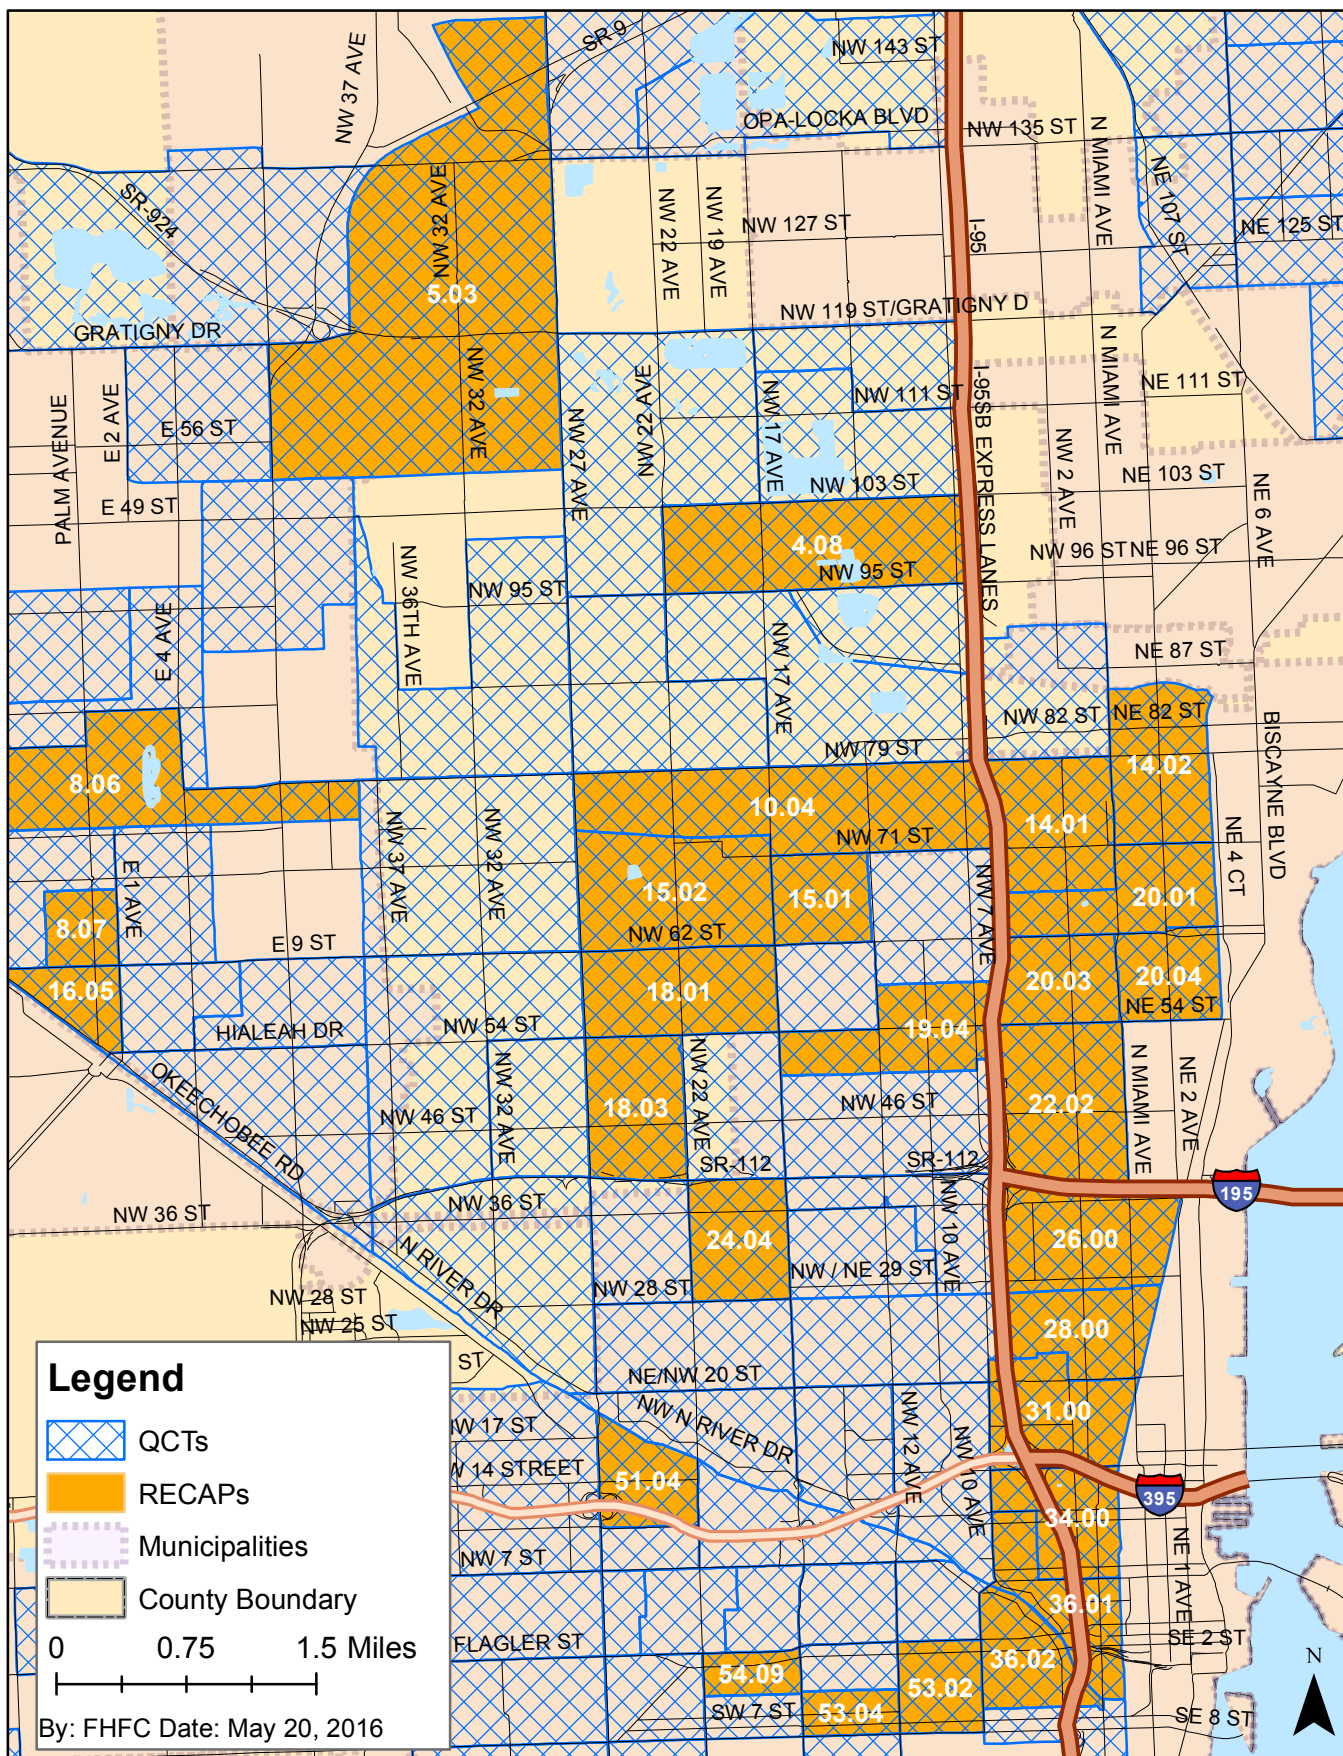 SR-9
NW 143 ST
NW 37 AVE
OPA-LOCKA BLVD
NW 135 ST
N MIAMI AVE
NE 107 ST
SR-924
NW 32 AVE
NW 22 AVE
NW 19 AVE
NW 127 ST
I-95
NE 125 ST
5.03
GRATIGNY DR
NW 119 ST/GRATIGNY D
N MIAMI AVE
PALM AVENUE
E 2 AVE
NW 32 AVE
NW 27 AVE
NW 22 AVE
NW 17 AVE
NW 111 ST
I-95SB EXPRESS LANES
NE 111 ST
E 56 ST
NW 2 AVE
NW 103 ST
NE 103 ST
NE 6 AVE
E 49 ST
4.08
NW 96 ST
NE 96 ST
NW 95 ST
NW 36TH AVE
NW 95 ST
E 4 AVE
NW 17 AVE
NE 87 ST
NW 82 ST
NE 82 ST
BISCAYNE BLVD
NW 79 ST
14.02
8.06
10.04
NW 71 ST
14.01
NW 37 AVE
NW 32 AVE
NE 4 CT
E 1 AVE
15.02
15.01
NW 7 AVE
20.01
8.07
E 9 ST
NW 62 ST
16.05
18.01
20.03
20.04
NE 54 ST
HIALEAH DR
NW 54 ST
19.04
OKEECHOBEE RD
NW 32 AVE
NW 22 AVE
N MIAMI AVE
NE 2 AVE
NW 46 ST
18.03
NW 46 ST
22.02
SR-112
SR-112
195
NW 36 ST
NW 36 ST
NW 10 AVE
24.04
26.00
N RIVER DR
NW / NE 29 ST
NW 28 ST
NW 28 ST
NW 25 ST
28.00
ST
NE/NW 20 ST
NW N RIVER DR
NW 12 AVE
NW 10 AVE
31.00
NW 17 ST
W 14 STREET
51.04
395
34.00
NW 7 ST
NE 1 AVE
36.01
FLAGLER ST
SE 2 ST
36.02
54.09
53.02
SW 7 ST
53.04
SE 8 ST
N
Legend
QCTs
RECAPs
Municipalities
County Boundary
0 0.75 1.5 Miles
By: FHFC Date: May 20, 2016